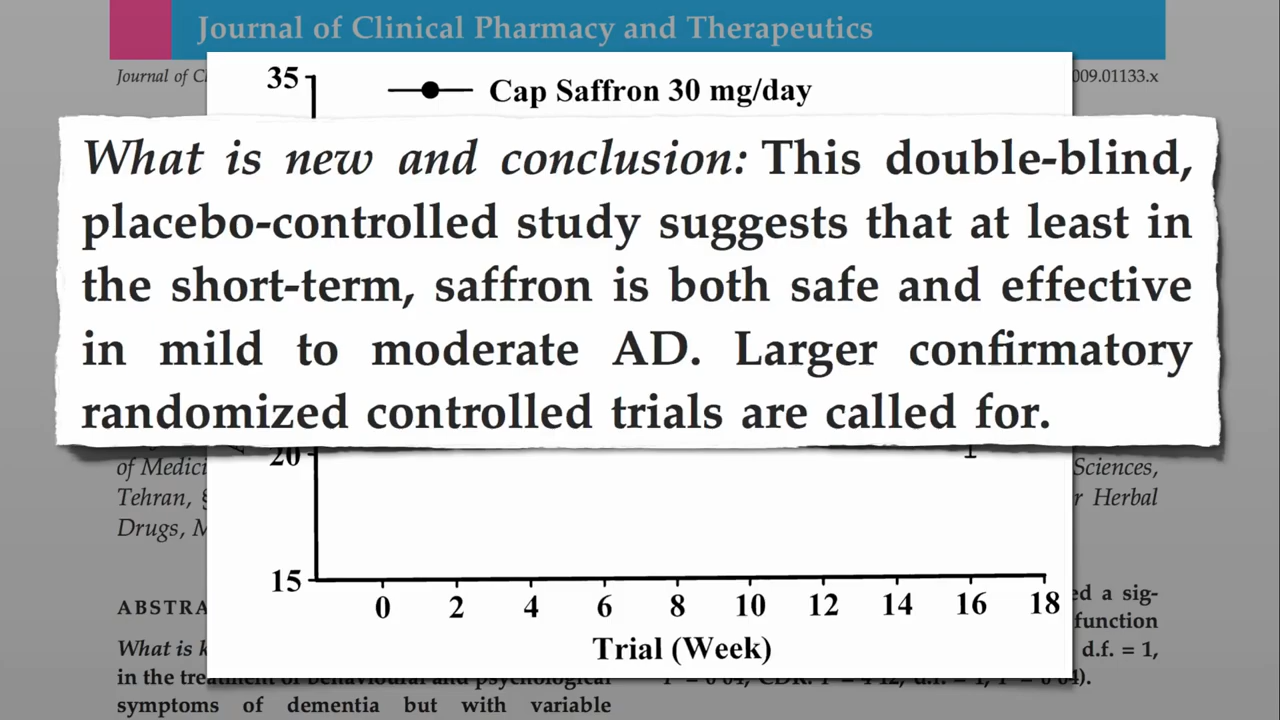 Journal of Clinical Pharmacy and Therapeutics
Journal of
009.01133.x
35
Cap Saffron 30 mg/day
What is new and conclusion: This double-blind,
placebo-controlled study suggests that at least in
the short-term, saffron is both safe and effective
in mild to moderate AD. Larger confirmatory
randomized controlled trials are called for.
20
of Medici
Sciences,
Tehran, §
r Herbal
Drugs, M
15
0 2 4 6 8 10 12 14 16 18
Trial (Week)
ABSTRA
ed a sig-
function
What is k
d.f. = 1,
in the treatment of behavioural and psychological
symptoms of dementia but with variable